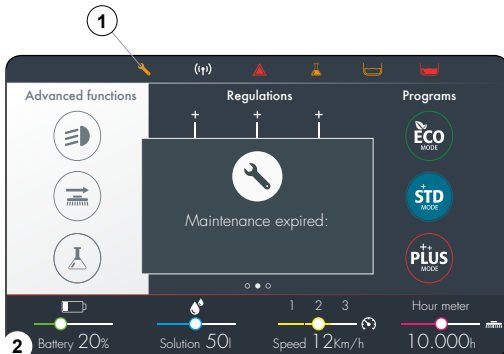 1
Advanced functions
Regulations
Programs
+ + +
ECO
MODE
+
STD
MODE
++
PLUS
MODE
Maintenance expired:
1 2 3
Hour meter
2
Battery 20%
Solution 50l
Speed 12Km/h
10.000h